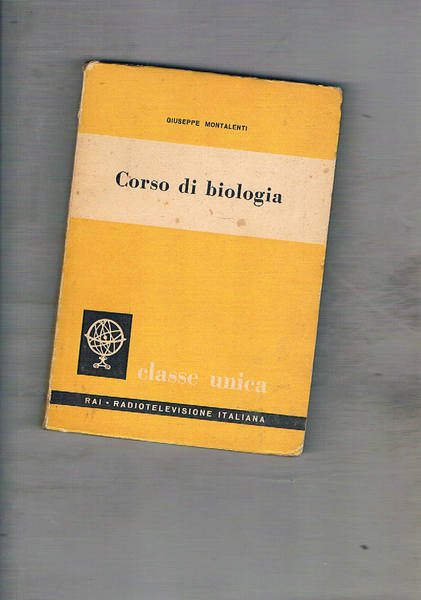 GIUSEPPE MONTALENTI
Corso di biologia
classe unica
RAI - RADIOTELEVISIONE ITALIANA